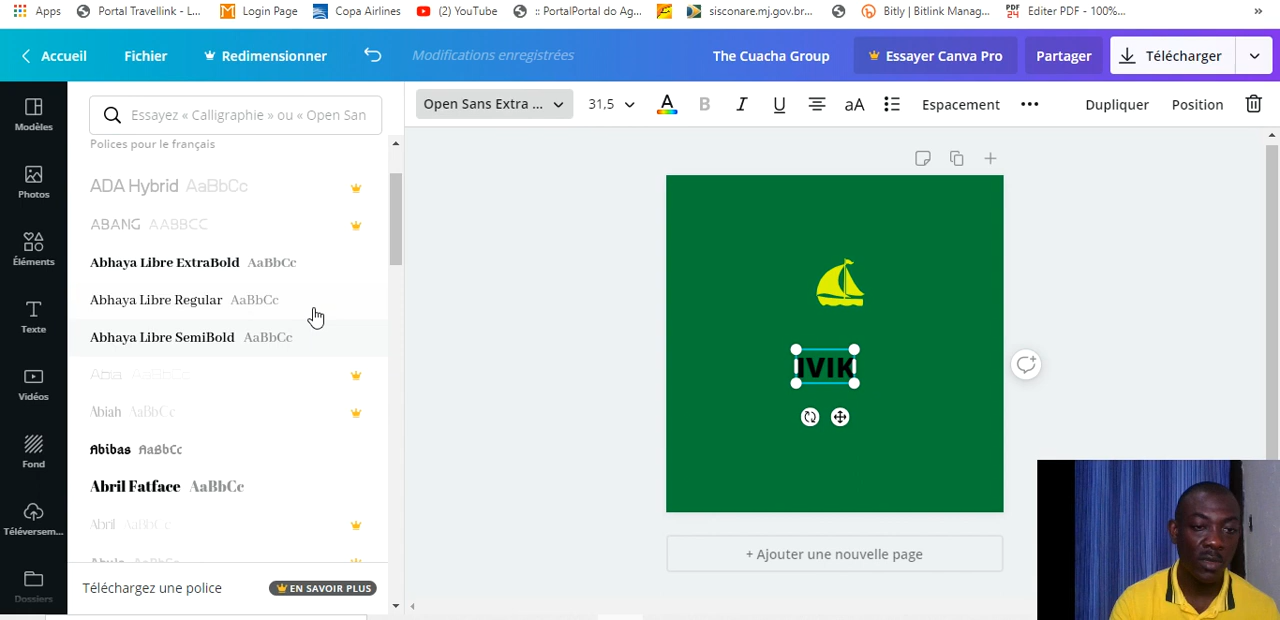 Apps Portal Travellink - L... Login Page Copa Airlines (2) YouTube :: PortalPortal do Ag... sisconare.mj.gov.br... Bitly | Bitlink Manag... PDF 24 Editer PDF - 100%... »
Accueil Fichier Redimensionner Modifications enregistrées The Cuacha Group Essayer Canva Pro Partager Télécharger
Open Sans Extra ... 31,5 A B I U aA Espacement ••• Dupliquer Position
Essayez « Calligraphie » ou « Open San
Modèles
Photos
Éléments
Texte
Vidéos
Fond
Téléversem...
Dossiers
Polices pour le français
ADA Hybrid AaBbCc
ABANG AABBCC
Abhaya Libre ExtraBold AaBbCc
Abhaya Libre Regular AaBbCc
Abhaya Libre SemiBold AaBbCc
Abia AaBbCc
Abiah AaBbCc
Abibas AaBbCc
Abril Fatface AaBbCc
Abril AaBbCc
Téléchargez une police EN SAVOIR PLUS
IVIK
+ Ajouter une nouvelle page